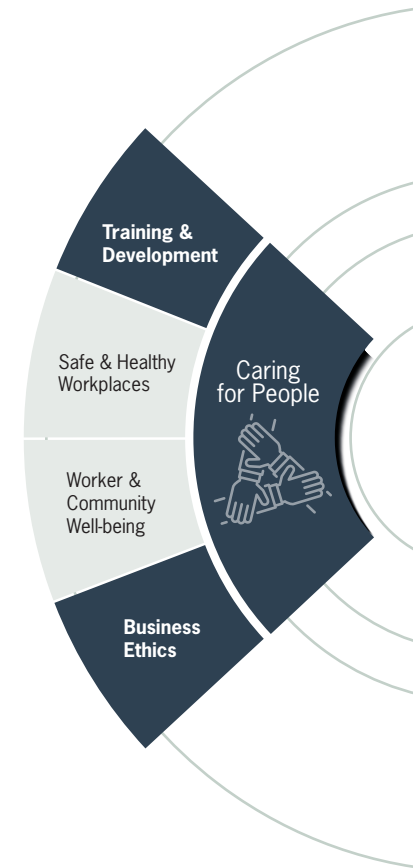 Training &
Development
Safe & Healthy
Workplaces
Caring
for People
Worker &
Community
Well-being
Business
Ethics